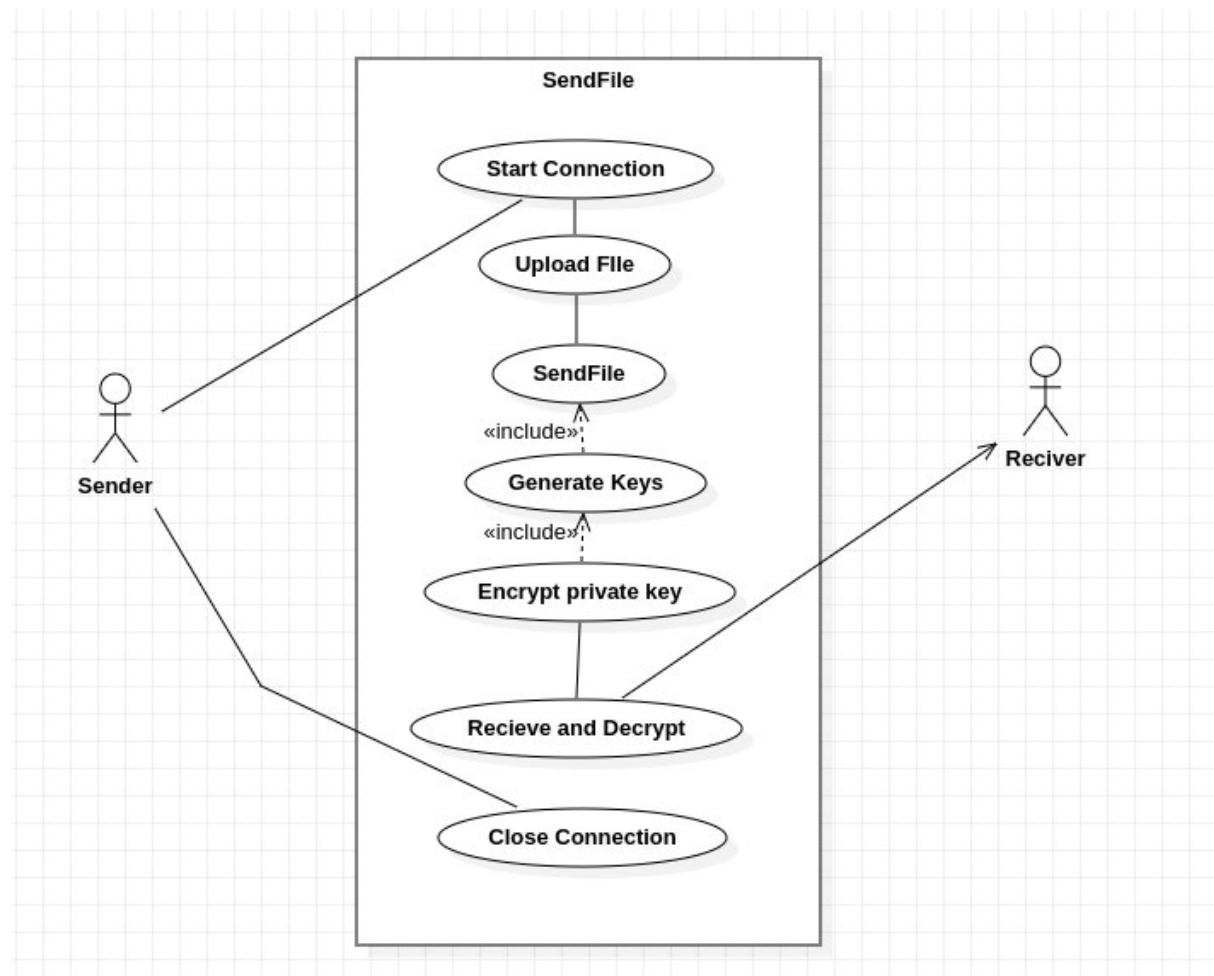 SendFile
Start Connection
Upload FIle
SendFile
«include»
Generate Keys
«include»
Encrypt private key
Recieve and Decrypt
Close Connection
Sender
Reciver